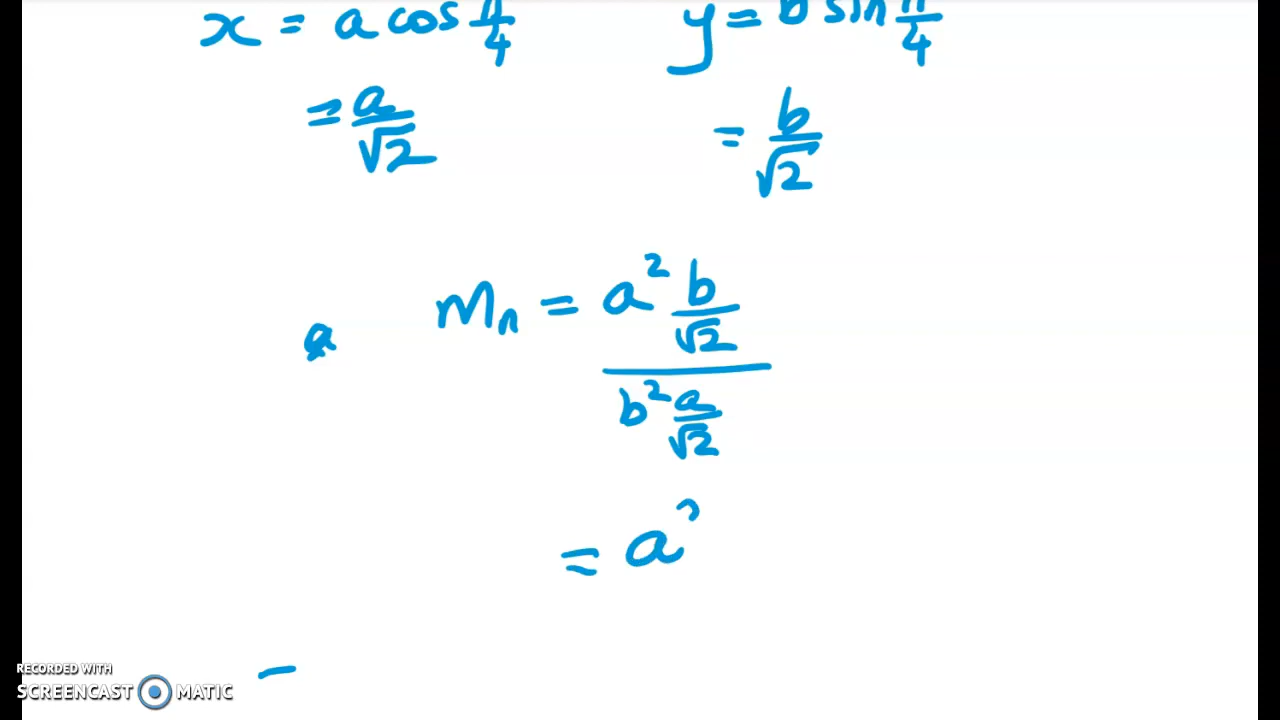 x = a cos π/4 y = b sin π/4
= a/√2 = b/√2
a mₙ = (a² b/√2)/(b² a/√2)
= a²
RECORDED WITH
SCREENCAST MATIC